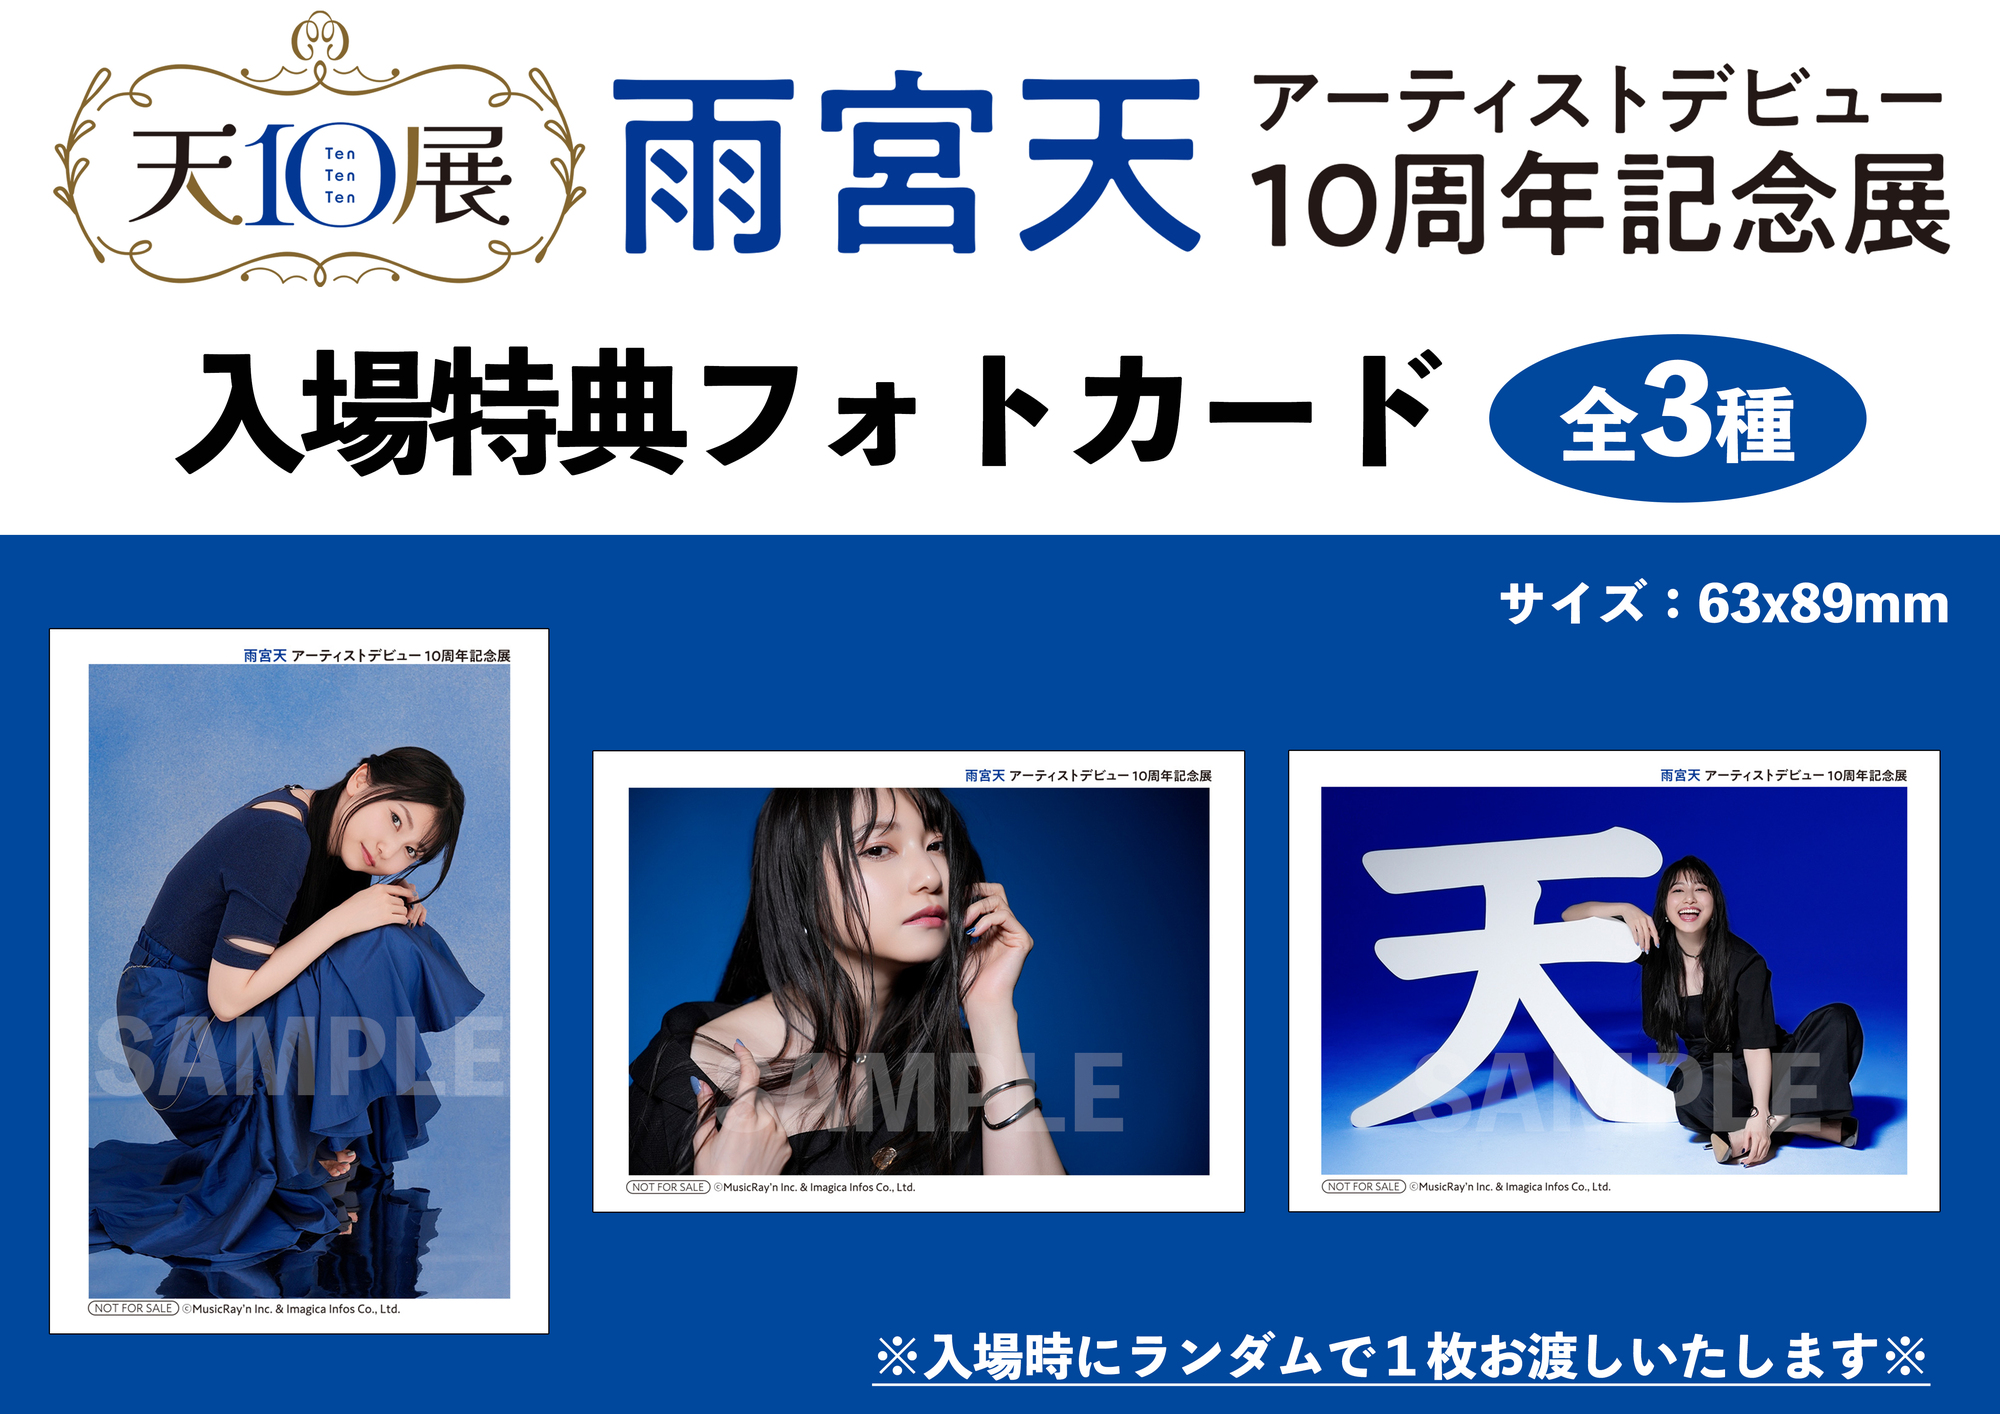 天10展
Ten
Ten
Ten
雨宮天
アーティストデビュー
10周年記念展
入場特典フォトカード
全3種
サイズ：63x89mm
雨宮天 アーティストデビュー 10周年記念展
SAMPLE
NOT FOR SALE ©MusicRay'n Inc. & Imagica Infos Co., Ltd.
雨宮天 アーティストデビュー 10周年記念展
SAMPLE
NOT FOR SALE ©MusicRay'n Inc. & Imagica Infos Co., Ltd.
雨宮天 アーティストデビュー 10周年記念展
天
SAMPLE
NOT FOR SALE ©MusicRay'n Inc. & Imagica Infos Co., Ltd.
※入場時にランダムで１枚お渡しいたします※